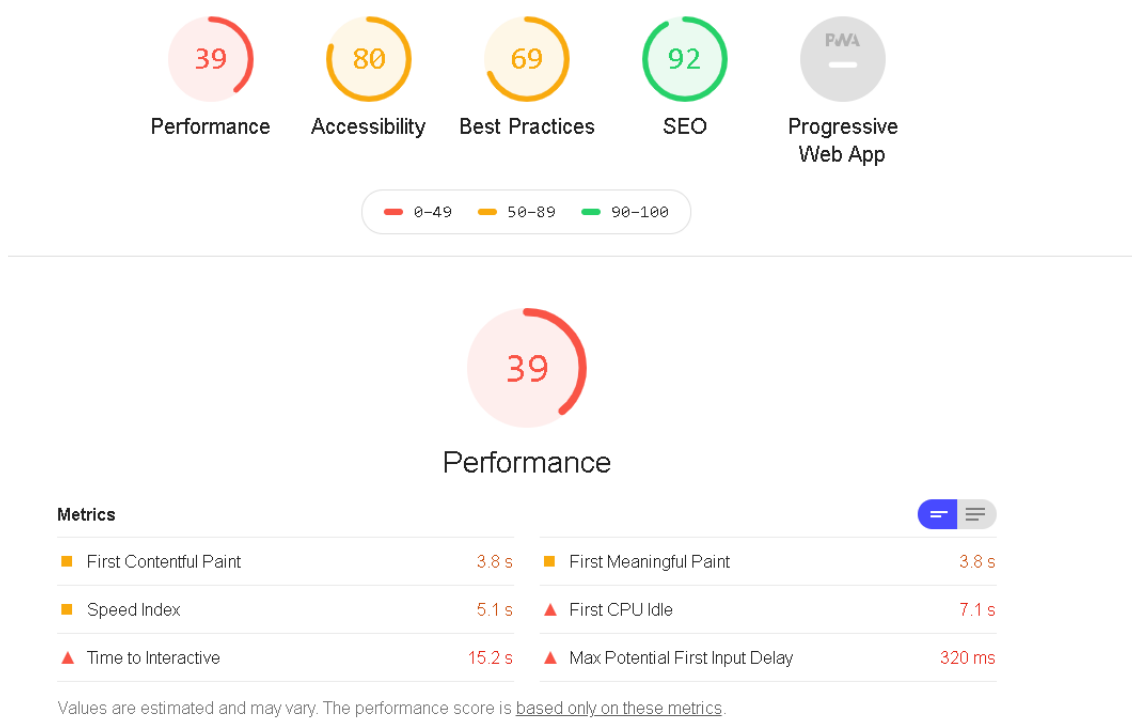 39 80 69 92 PWA
Performance Accessibility Best Practices SEO Progressive
Web App
0–49 50–89 90–100
39
Performance
Metrics
First Contentful Paint 3.8 s First Meaningful Paint 3.8 s
Speed Index 5.1 s First CPU Idle 7.1 s
Time to Interactive 15.2 s Max Potential First Input Delay 320 ms
Values are estimated and may vary. The performance score is based only on these metrics.